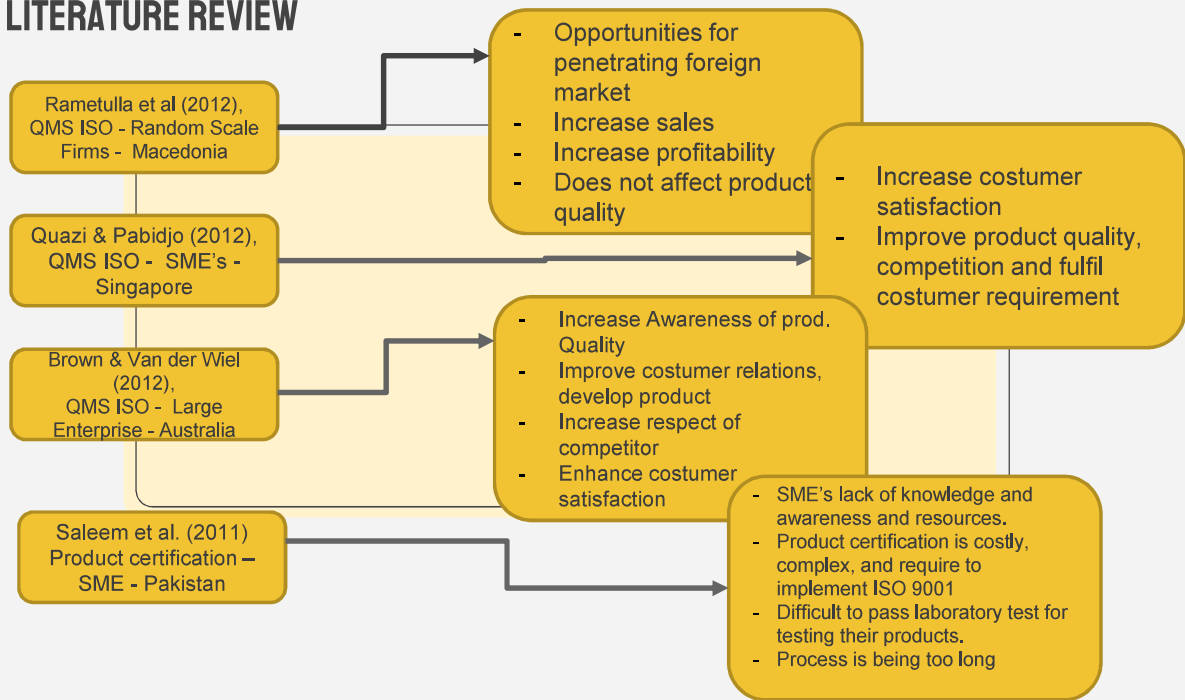 LITERATURE REVIEW
Rametulla et al (2012),
QMS ISO - Random Scale
Firms - Macedonia
- Opportunities for
penetrating foreign
market
- Increase sales
- Increase profitability
- Does not affect product
quality
Quazi & Pabidjo (2012),
QMS ISO - SME's -
Singapore
- Increase costumer
satisfaction
- Improve product quality,
competition and fulfil
costumer requirement
Brown & Van der Wiel
(2012),
QMS ISO - Large
Enterprise - Australia
- Increase Awareness of prod.
Quality
- Improve costumer relations,
develop product
- Increase respect of
competitor
- Enhance costumer
satisfaction
Saleem et al. (2011)
Product certification –
SME - Pakistan
- SME's lack of knowledge and
awareness and resources.
- Product certification is costly,
complex, and require to
implement ISO 9001
- Difficult to pass laboratory test for
testing their products.
- Process is being too long